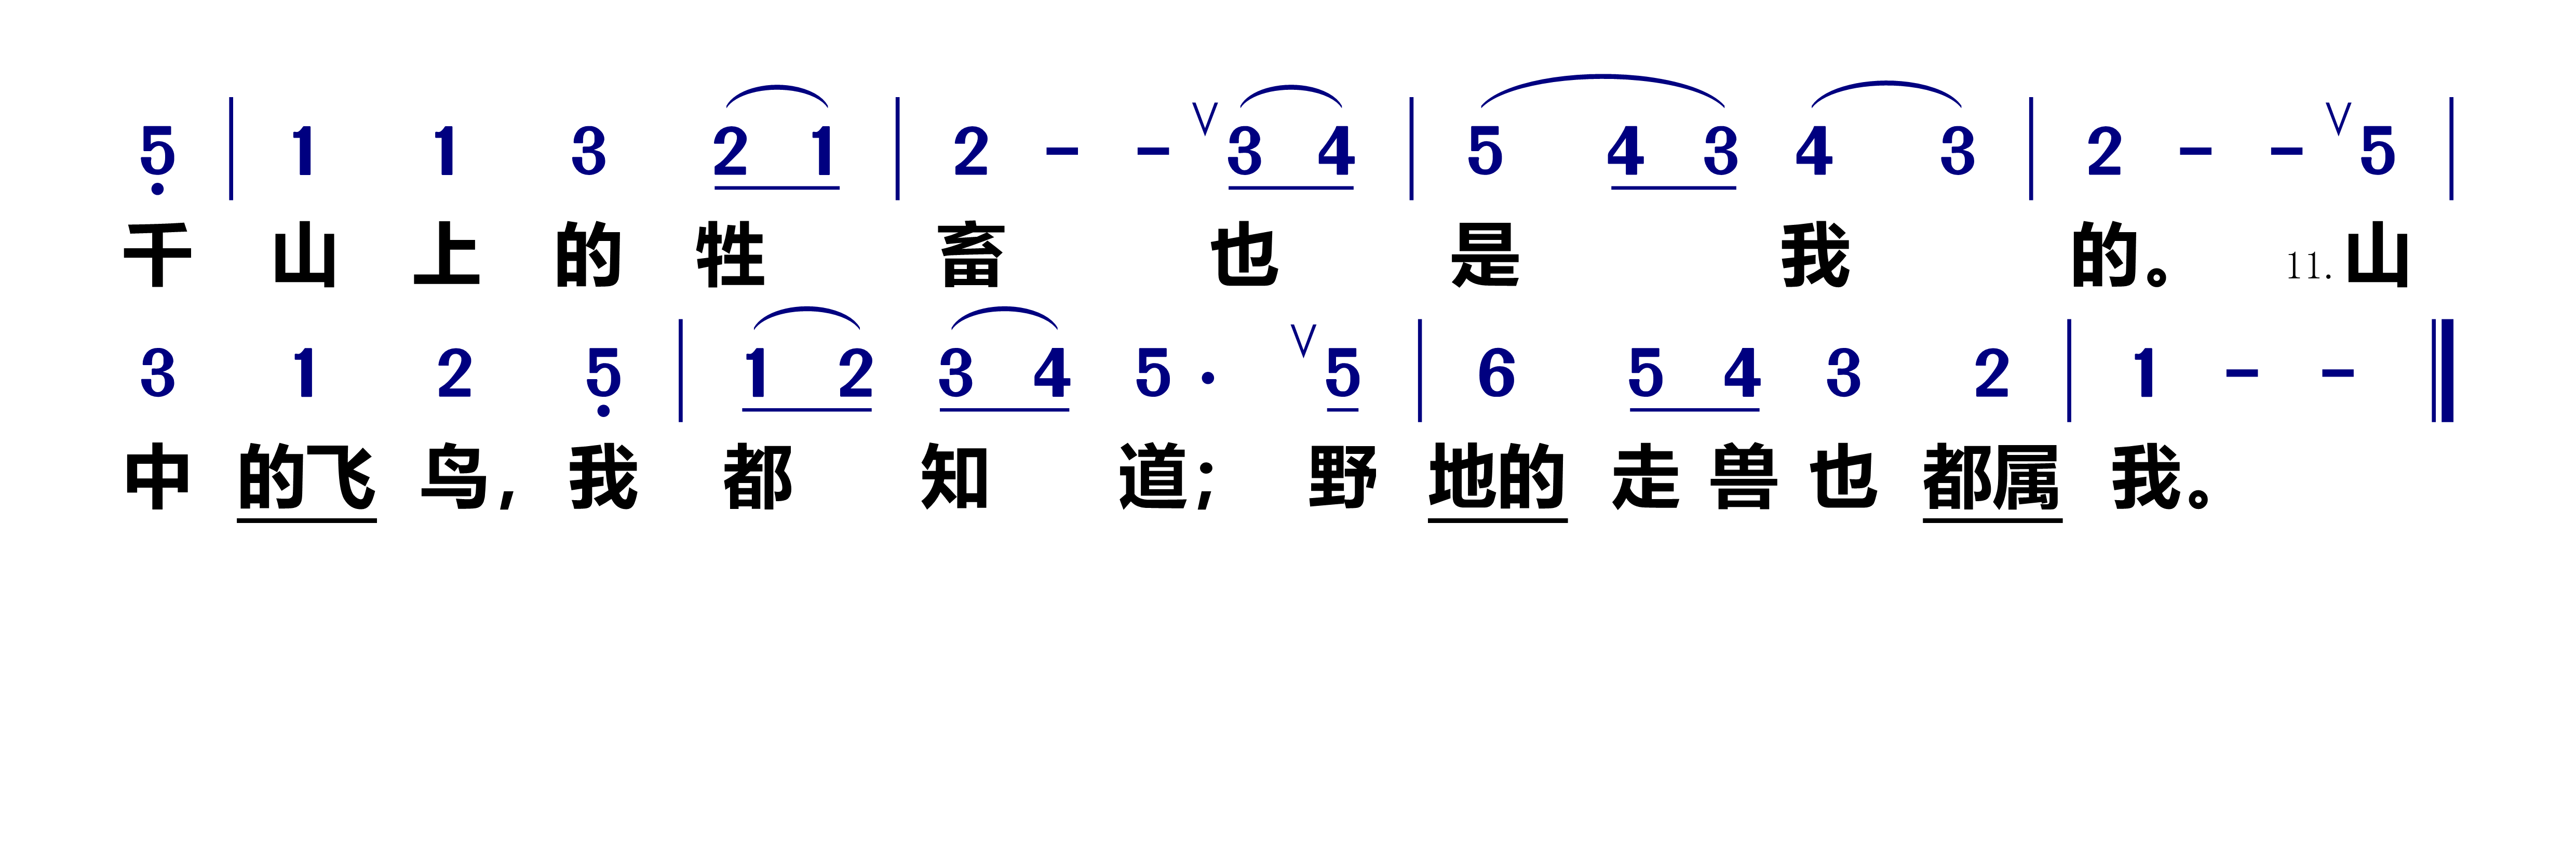 5 | 1 1 3 2 1 | 2 - - V 3 4 | 5 4 3 4 3 | 2 - - V 5 |
千 山 上 的 牲 畜 也 是 我 的。 11. 山
3 1 2 5 | 1 2 3 4 5 · V 5 | 6 5 4 3 2 | 1 - - ||
中 的飞 鸟, 我 都 知 道; 野 地的 走 兽 也 都属 我。